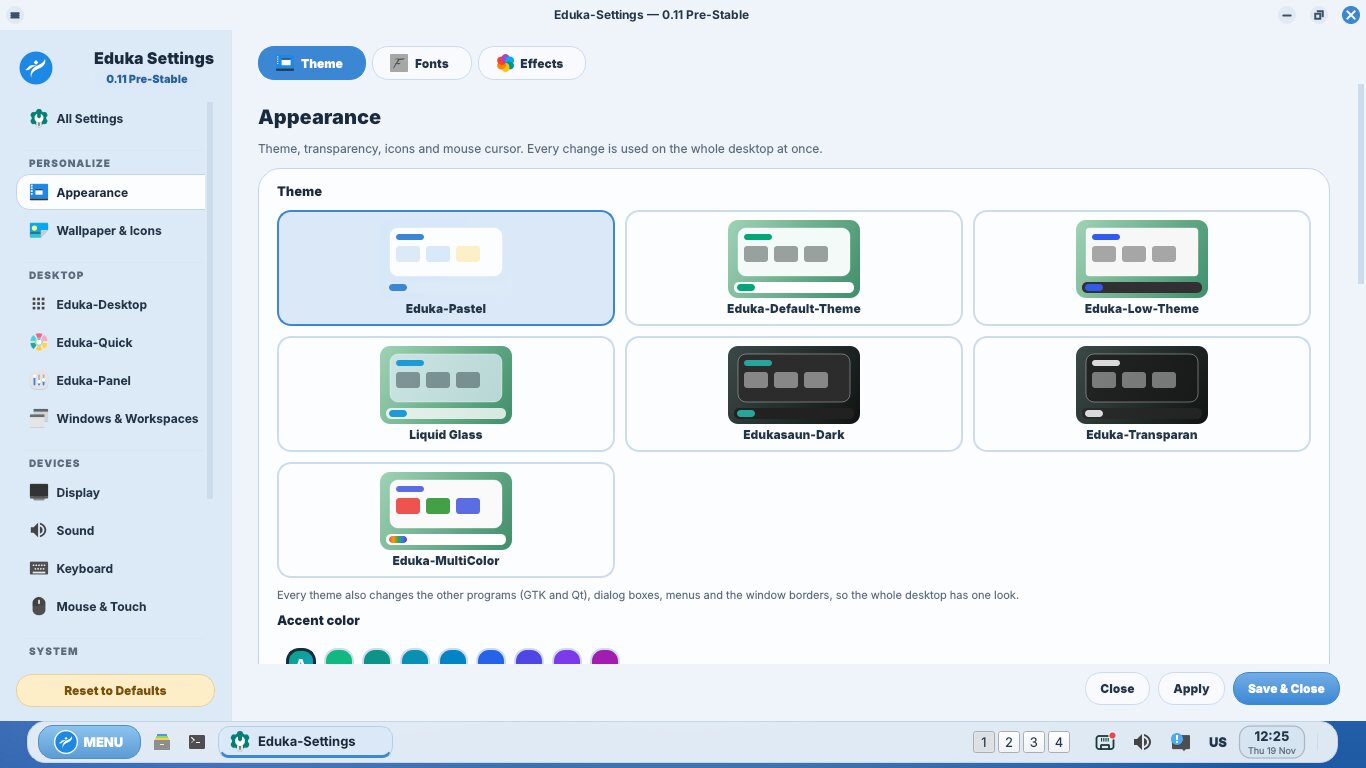 Eduka-Settings — 0.11 Pre-Stable
Eduka Settings
0.11 Pre-Stable
All Settings
PERSONALIZE
Appearance
Wallpaper & Icons
DESKTOP
Eduka-Desktop
Eduka-Quick
Eduka-Panel
Windows & Workspaces
DEVICES
Display
Sound
Keyboard
Mouse & Touch
SYSTEM
Reset to Defaults
Theme
Fonts
Effects
Appearance
Theme, transparency, icons and mouse cursor. Every change is used on the whole desktop at once.
Theme
Eduka-Pastel
Eduka-Default-Theme
Eduka-Low-Theme
Liquid Glass
Edukasaun-Dark
Eduka-Transparan
Eduka-MultiColor
Every theme also changes the other programs (GTK and Qt), dialog boxes, menus and the window borders, so the whole desktop has one look.
Accent color
Close
Apply
Save & Close
MENU
Eduka-Settings
1 2 3 4
US
12:25
Thu 19 Nov